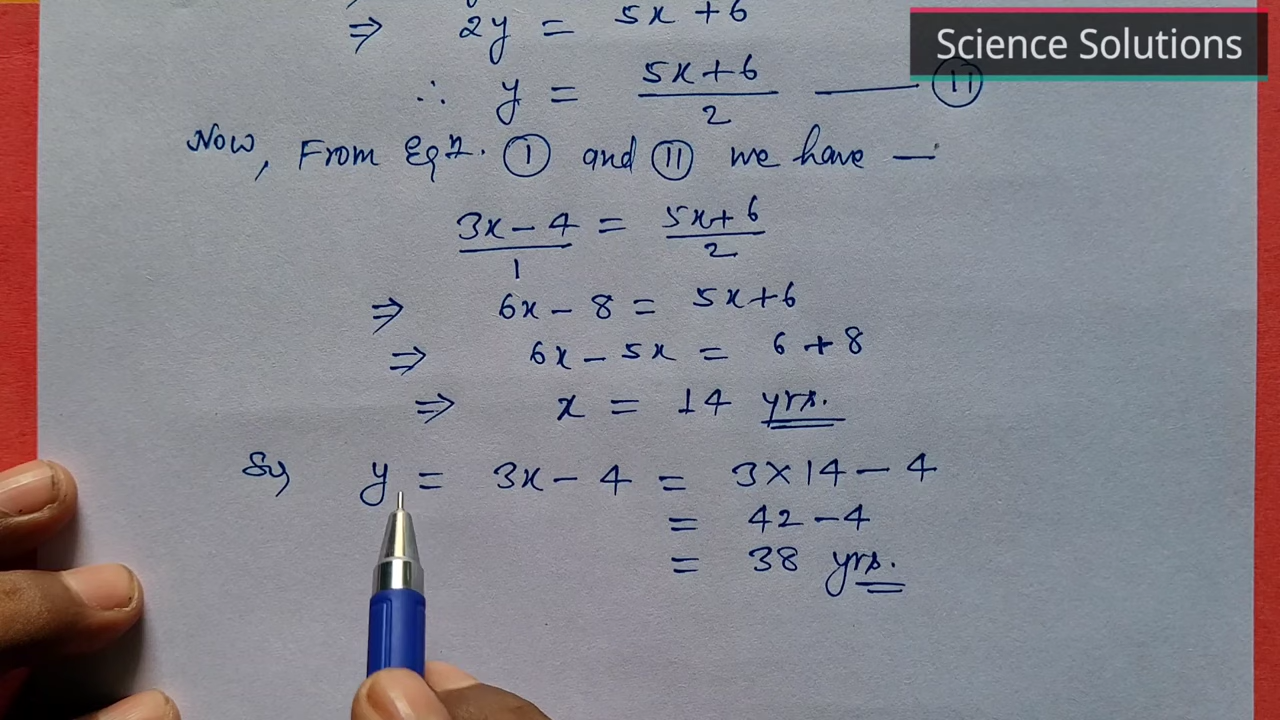 ⇒ 2y = 5x + 6
Science Solutions
∴ y = 5x+6/2 —— II
Now, From Eqn. I and II we have —
3x - 4/1 = 5x+6/2
⇒ 6x - 8 = 5x+6
⇒ 6x - 5x = 6 + 8
⇒ x = 14 yrs.
So, y = 3x - 4 = 3×14 - 4
= 42 - 4
= 38 yrs.